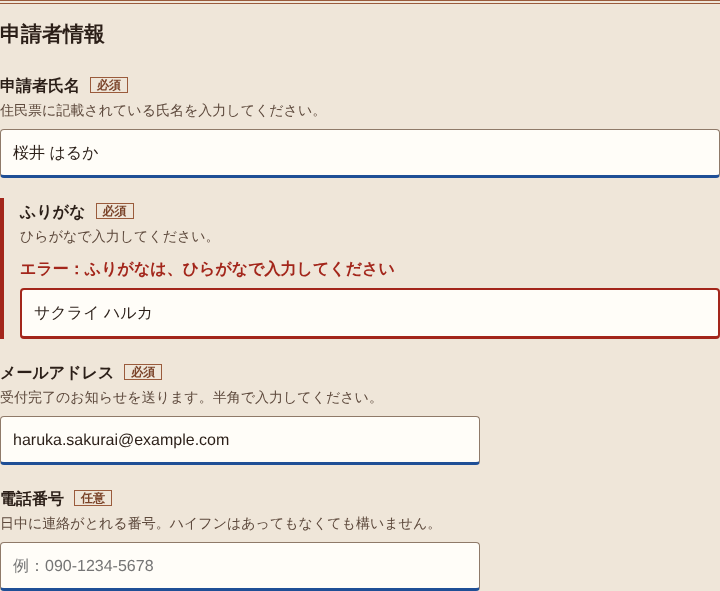 申請者情報
申請者氏名 必須
住民票に記載されている氏名を入力してください。
桜井 はるか
ふりがな 必須
ひらがなで入力してください。
エラー：ふりがなは、ひらがなで入力してください
サクライ ハルカ
メールアドレス 必須
受付完了のお知らせを送ります。半角で入力してください。
haruka.sakurai@example.com
電話番号 任意
日中に連絡がとれる番号。ハイフンはあってもなくても構いません。
例：090-1234-5678